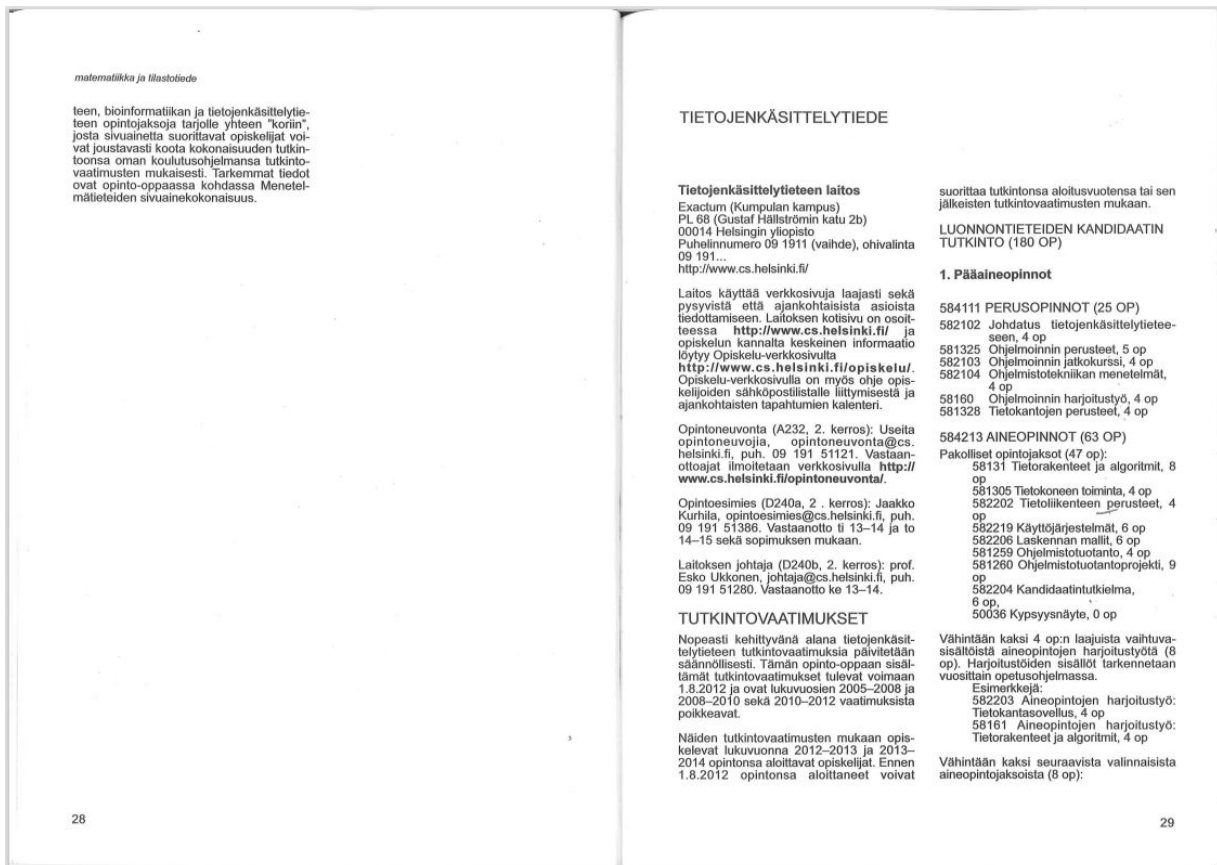 matematiikka ja tilastotiede
teen, bioinformatiikan ja tietojenkäsittelytie-
teen opintojaksoja tarjolle yhteen "koriin",
josta sivuainetta suorittavat opiskelijat voi-
vat joustavasti koota kokonaisuuden tutkin-
toonsa oman koulutusohjelmansa tutkinto-
vaatimusten mukaisesti. Tarkemmat tiedot
ovat opinto-oppaassa kohdassa Menetel-
mätieteiden sivuainekokonaisuus.
28
TIETOJENKÄSITTELYTIEDE
Tietojenkäsittelytieteen laitos
Exactum (Kumpulan kampus)
PL 68 (Gustaf Hällströmin katu 2b)
00014 Helsingin yliopisto
Puhelinnumero 09 1911 (vaihde), ohivalinta
09 191...
http://www.cs.helsinki.fi/
Laitos käyttää verkkosivuja laajasti sekä
pysyvistä että ajankohtaisista asioista
tiedottamiseen. Laitoksen kotisivu on osoit-
teessa http://www.cs.helsinki.fi/ ja
opiskelun kannalta keskeinen informaatio
löytyy Opiskelu-verkkosivulta
http://www.cs.helsinki.fi/opiskelu/.
Opiskelu-verkkosivulla on myös ohje opis-
kelijoiden sähköpostilistalle liittymisestä ja
ajankohtaisten tapahtumien kalenteri.
Opintoneuvonta (A232, 2. kerros): Useita
opintoneuvojia, opintoneuvonta@cs.
helsinki.fi, puh. 09 191 51121. Vastaan-
ottoajat ilmoitetaan verkkosivulla http://
www.cs.helsinki.fi/opintoneuvonta/.
Opintoesimies (D240a, 2 . kerros): Jaakko
Kurhila, opintoesimies@cs.helsinki.fi, puh.
09 191 51386. Vastaanotto ti 13–14 ja to
14–15 sekä sopimuksen mukaan.
Laitoksen johtaja (D240b, 2. kerros): prof.
Esko Ukkonen, johtaja@cs.helsinki.fi, puh.
09 191 51280. Vastaanotto ke 13–14.
TUTKINTOVAATIMUKSET
Nopeasti kehittyvänä alana tietojenkäsit-
telytieteen tutkintovaatimuksia päivitetään
säännöllisesti. Tämän opinto-oppaan sisäl-
tämät tutkintovaatimukset tulevat voimaan
1.8.2012 ja ovat lukuvuosien 2005–2008 ja
2008–2010 sekä 2010–2012 vaatimuksista
poikkeavat.
Näiden tutkintovaatimusten mukaan opis-
kelevat lukuvuonna 2012–2013 ja 2013–
2014 opintonsa aloittavat opiskelijat. Ennen
1.8.2012 opintonsa aloittaneet voivat
suorittaa tutkintonsa aloitusvuotensa tai sen
jälkeisten tutkintovaatimusten mukaan.
LUONNONTIETEIDEN KANDIDAATIN
TUTKINTO (180 OP)
1. Pääaineopinnot
584111 PERUSOPINNOT (25 OP)
582102 Johdatus tietojenkäsittelytietee-
seen, 4 op
581325 Ohjelmoinnin perusteet, 5 op
582103 Ohjelmoinnin jatkokurssi, 4 op
582104 Ohjelmistotekniikan menetelmät,
4 op
58160 Ohjelmoinnin harjoitustyö, 4 op
581328 Tietokantojen perusteet, 4 op
584213 AINEOPINNOT (63 OP)
Pakolliset opintojaksot (47 op):
58131 Tietorakenteet ja algoritmit, 8
op
581305 Tietokoneen toiminta, 4 op
582202 Tietoliikenteen perusteet, 4
op
582219 Käyttöjärjestelmät, 6 op
582206 Laskennan mallit, 6 op
581259 Ohjelmistotuotanto, 4 op
581260 Ohjelmistotuotantoprojekti, 9
op
582204 Kandidaatintutkielma,
6 op,
50036 Kypsyysnäyte, 0 op
Vähintään kaksi 4 op:n laajuista vaihtuva-
sisältöistä aineopintojen harjoitustyötä (8
op). Harjoitustöiden sisällöt tarkennetaan
vuosittain opetusohjelmassa.
Esimerkkejä:
582203 Aineopintojen harjoitustyö:
Tietokantasovellus, 4 op
58161 Aineopintojen harjoitustyö:
Tietorakenteet ja algoritmit, 4 op
Vähintään kaksi seuraavista valinnaisista
aineopintojaksoista (8 op):
29